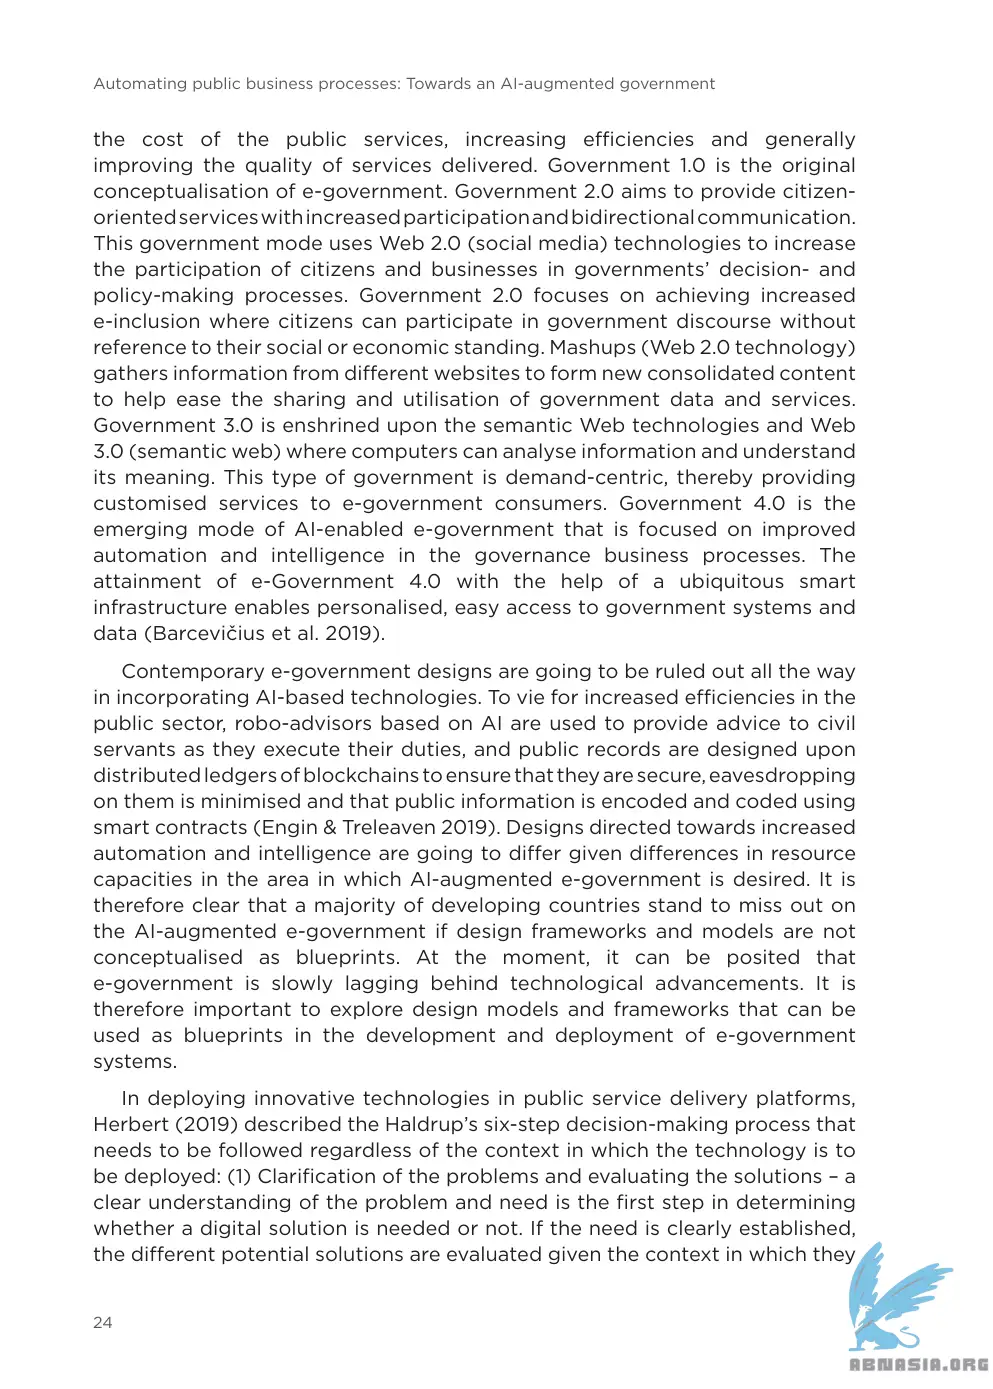 Automating public business processes: Towards an AI-augmented government
the cost of the public services, increasing efficiencies and generally
improving the quality of services delivered. Government 1.0 is the original
conceptualisation of e-government. Government 2.0 aims to provide citizen-
oriented services with increased participation and bidirectional communication.
This government mode uses Web 2.0 (social media) technologies to increase
the participation of citizens and businesses in governments' decision- and
policy-making processes. Government 2.0 focuses on achieving increased
e-inclusion where citizens can participate in government discourse without
reference to their social or economic standing. Mashups (Web 2.0 technology)
gathers information from different websites to form new consolidated content
to help ease the sharing and utilisation of government data and services.
Government 3.0 is enshrined upon the semantic Web technologies and Web
3.0 (semantic web) where computers can analyse information and understand
its meaning. This type of government is demand-centric, thereby providing
customised services to e-government consumers. Government 4.0 is the
emerging mode of AI-enabled e-government that is focused on improved
automation and intelligence in the governance business processes. The
attainment of e-Government 4.0 with the help of a ubiquitous smart
infrastructure enables personalised, easy access to government systems and
data (Barcevičius et al. 2019).
Contemporary e-government designs are going to be ruled out all the way
in incorporating AI-based technologies. To vie for increased efficiencies in the
public sector, robo-advisors based on AI are used to provide advice to civil
servants as they execute their duties, and public records are designed upon
distributed ledgers of blockchains to ensure that they are secure, eavesdropping
on them is minimised and that public information is encoded and coded using
smart contracts (Engin & Treleaven 2019). Designs directed towards increased
automation and intelligence are going to differ given differences in resource
capacities in the area in which AI-augmented e-government is desired. It is
therefore clear that a majority of developing countries stand to miss out on
the AI-augmented e-government if design frameworks and models are not
conceptualised as blueprints. At the moment, it can be posited that
e-government is slowly lagging behind technological advancements. It is
therefore important to explore design models and frameworks that can be
used as blueprints in the development and deployment of e-government
systems.
In deploying innovative technologies in public service delivery platforms,
Herbert (2019) described the Haldrup's six-step decision-making process that
needs to be followed regardless of the context in which the technology is to
be deployed: (1) Clarification of the problems and evaluating the solutions – a
clear understanding of the problem and need is the first step in determining
whether a digital solution is needed or not. If the need is clearly established,
the different potential solutions are evaluated given the context in which they
24
ABNASIA.ORG